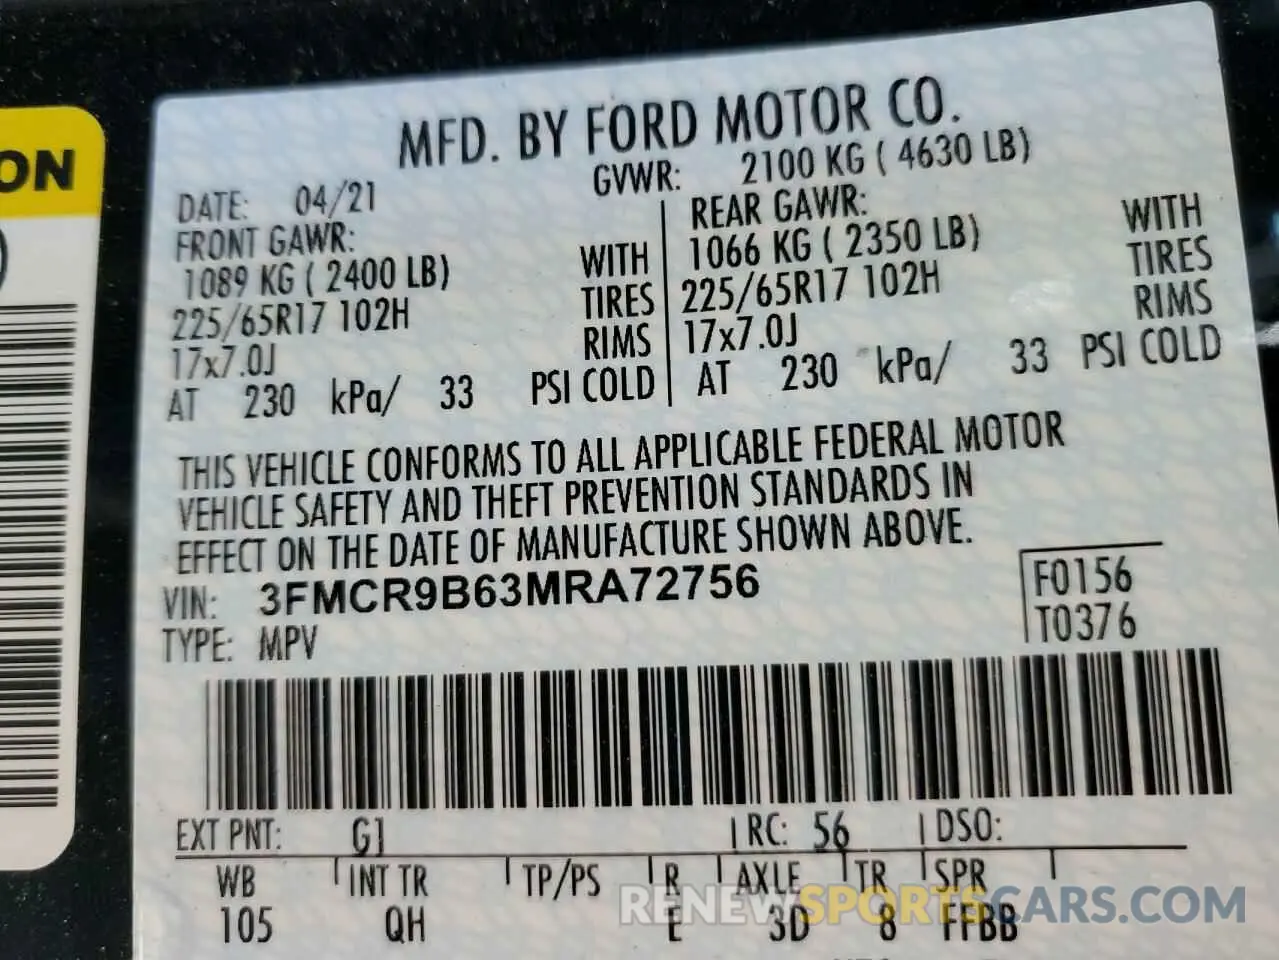 ON
MFD. BY FORD MOTOR CO.
DATE: 04/21 GVWR: 2100 KG ( 4630 LB)
FRONT GAWR: REAR GAWR:
1089 KG ( 2400 LB) WITH 1066 KG ( 2350 LB) WITH
225/65R17 102H TIRES 225/65R17 102H TIRES
17x7.0J RIMS 17x7.0J RIMS
AT 230 kPa/ 33 PSI COLD AT 230 kPa/ 33 PSI COLD
THIS VEHICLE CONFORMS TO ALL APPLICABLE FEDERAL MOTOR
VEHICLE SAFETY AND THEFT PREVENTION STANDARDS IN
EFFECT ON THE DATE OF MANUFACTURE SHOWN ABOVE.
VIN: 3FMCR9B63MRA72756 F0156
TYPE: MPV T0376
EXT PNT: G1 RC: 56 DSO:
WB INT TR TP/PS R AXLE TR SPR
105 QH E 3D 8 FFBB
RENEWSPORTSCARS.COM